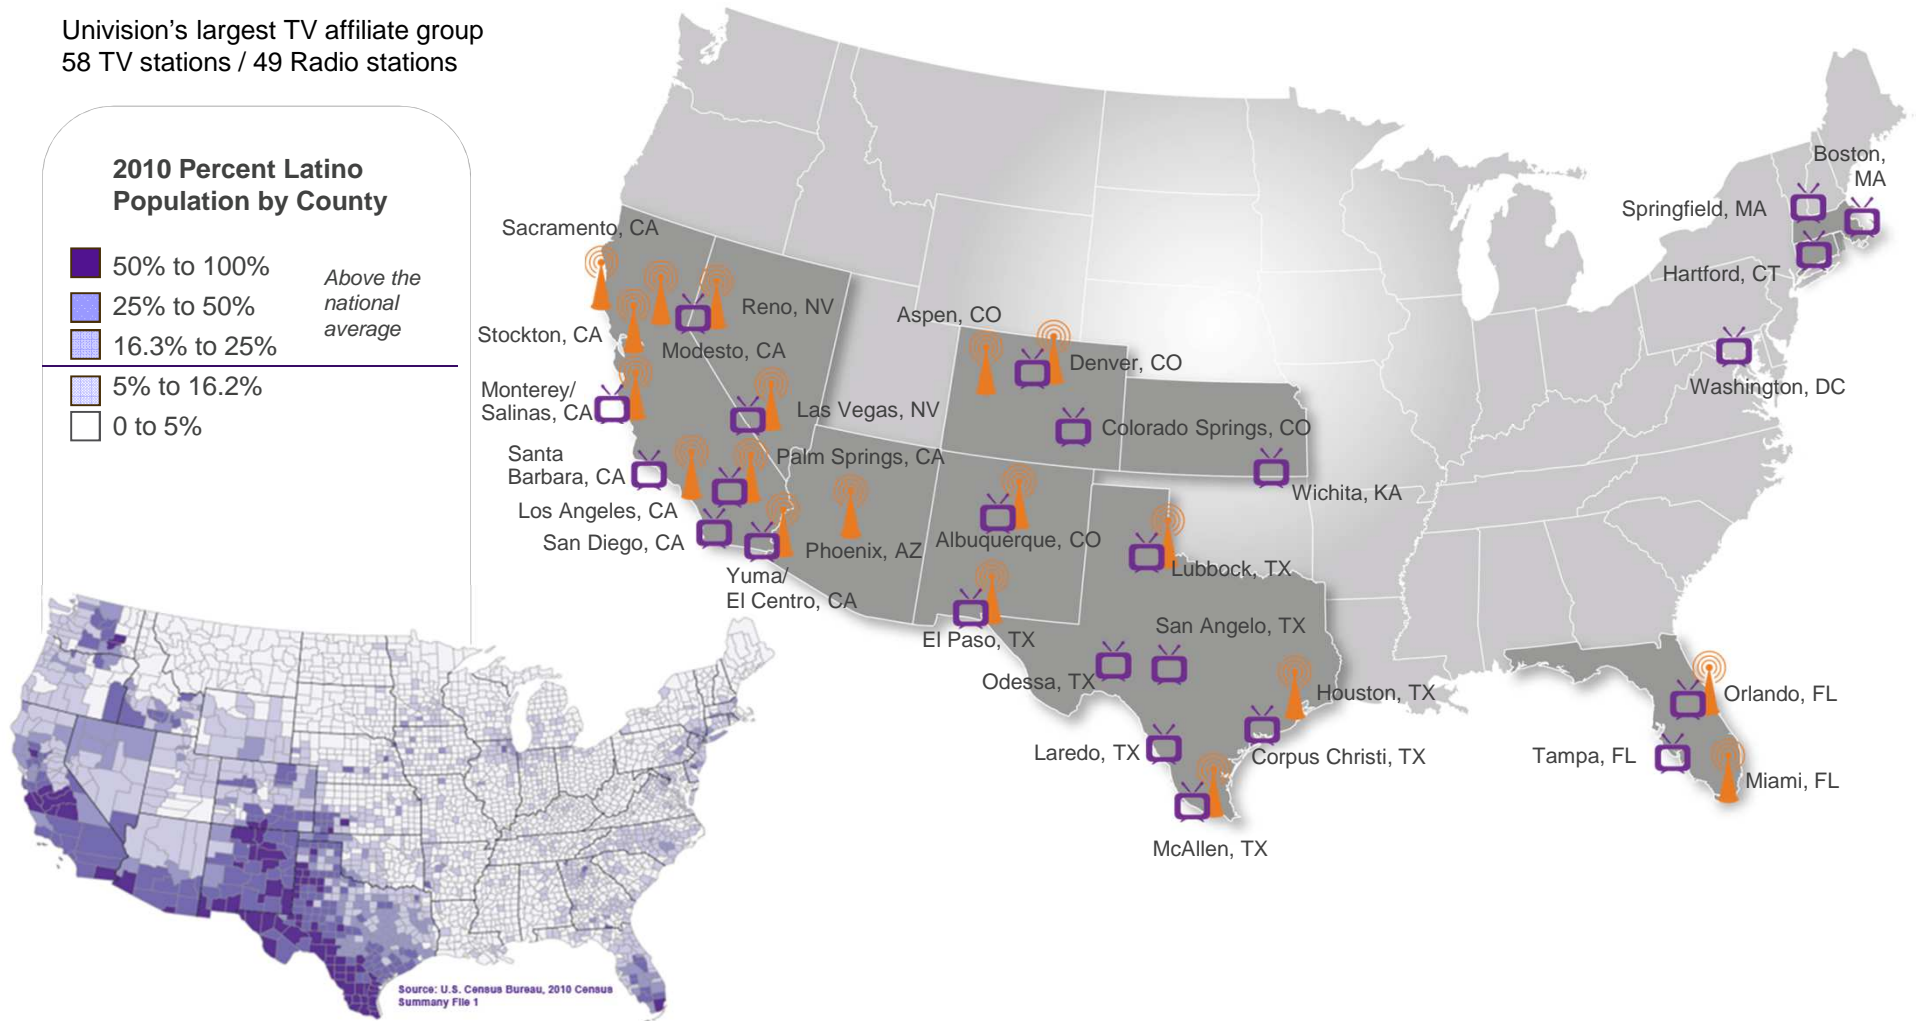 Univision's largest TV affiliate group
58 TV stations / 49 Radio stations
2010 Percent Latino
Population by County
50% to 100%
25% to 50%
16.3% to 25%
Above the
national
average
5% to 16.2%
0 to 5%
Sacramento, CA
Stockton, CA
Reno, NV
Modesto, CA
Monterey/
Salinas, CA
Las Vegas, NV
Santa
Barbara, CA
Palm Springs, CA
Los Angeles, CA
San Diego, CA
Yuma/
El Centro, CA
Phoenix, AZ
Aspen, CO
Denver, CO
Colorado Springs, CO
Wichita, KA
Albuquerque, CO
Lubbock, TX
El Paso, TX
San Angelo, TX
Odessa, TX
Houston, TX
Laredo, TX
Corpus Christi, TX
McAllen, TX
Boston,
MA
Springfield, MA
Hartford, CT
Washington, DC
Orlando, FL
Tampa, FL
Miami, FL
Source: U.S. Census Bureau, 2010 Census
Summany File 1